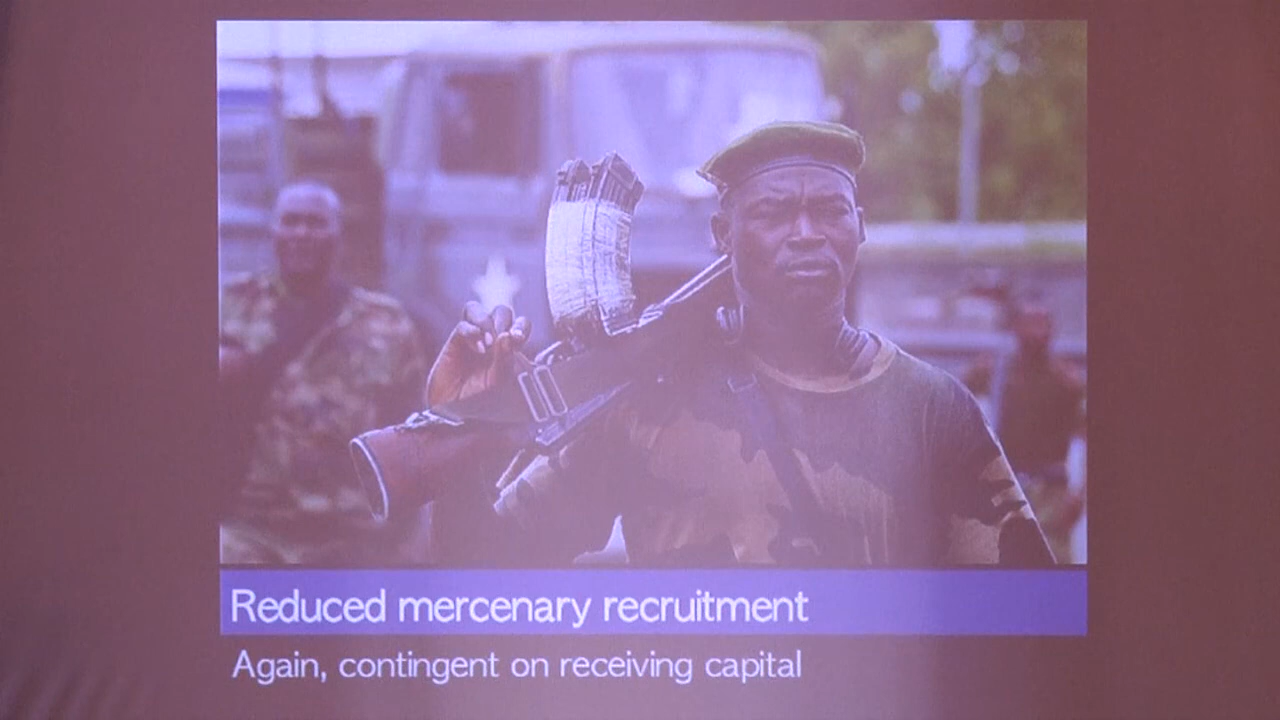 Reduced mercenary recruitment
Again, contingent on receiving capital